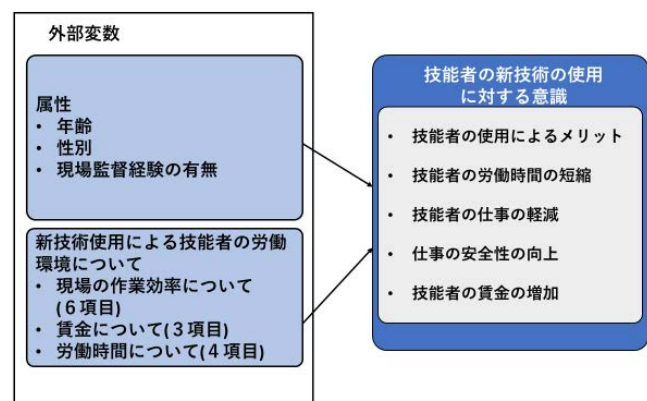 外部変数
属性
• 年齢
• 性別
• 現場監督経験の有無
新技術使用による技能者の労働
環境について
• 現場の作業効率について
(6項目)
• 賃金について(3項目)
• 労働時間について(4項目)
技能者の新技術の使用
に対する意識
• 技能者の使用によるメリット
• 技能者の労働時間の短縮
• 技能者の仕事の軽減
• 仕事の安全性の向上
• 技能者の賃金の増加